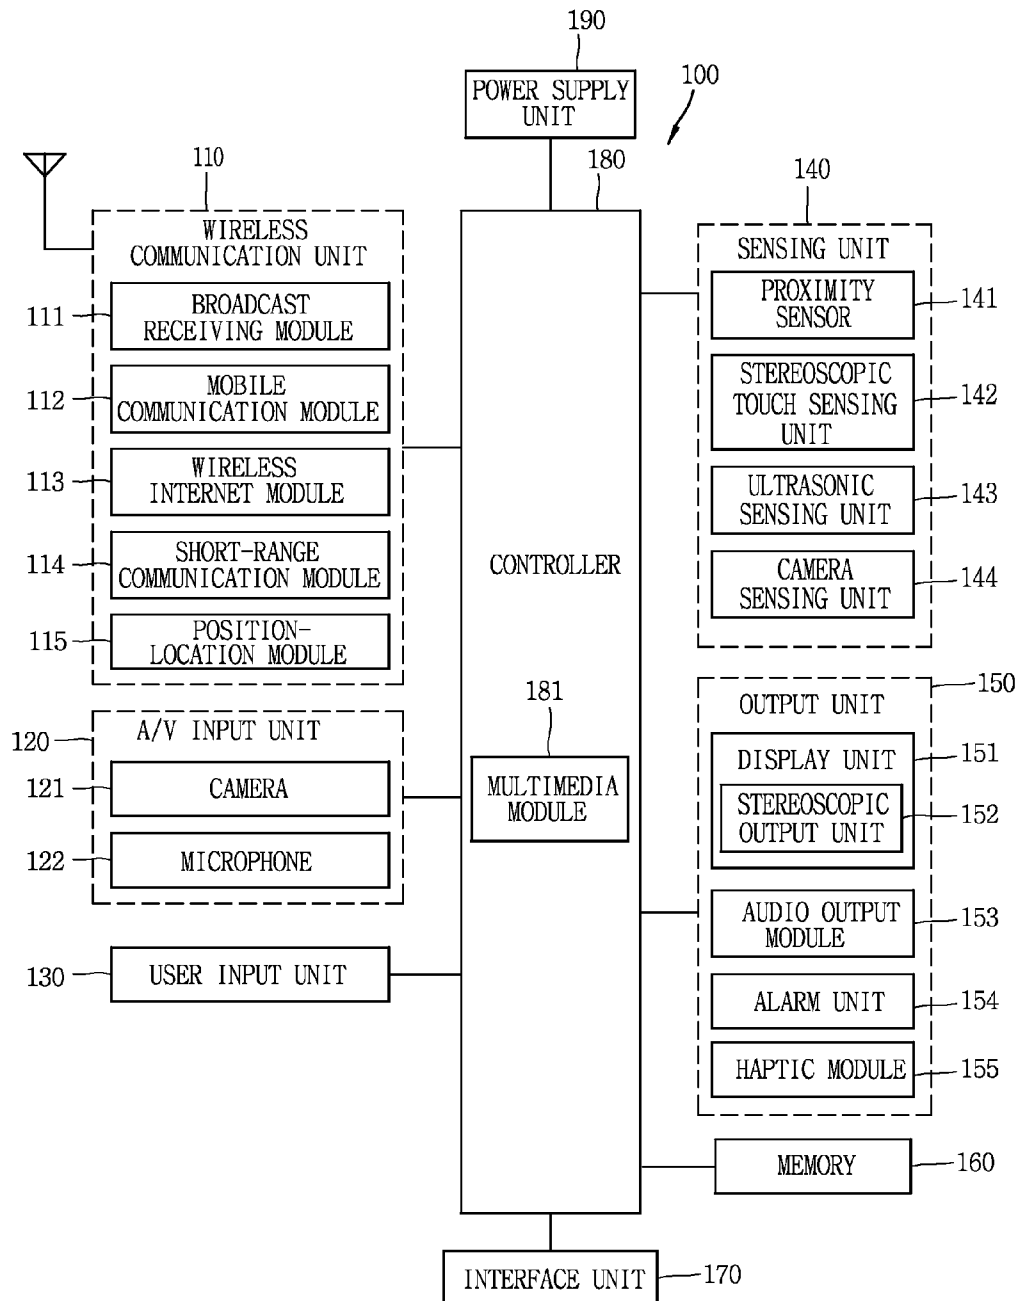 190
POWER SUPPLY
UNIT
100
180
110
WIRELESS
COMMUNICATION UNIT
111
BROADCAST
RECEIVING MODULE
112
MOBILE
COMMUNICATION MODULE
113
WIRELESS
INTERNET MODULE
114
SHORT-RANGE
COMMUNICATION MODULE
115
POSITION-
LOCATION MODULE
120
A/V INPUT UNIT
121
CAMERA
122
MICROPHONE
130
USER INPUT UNIT
CONTROLLER
181
MULTIMEDIA
MODULE
140
SENSING UNIT
PROXIMITY
SENSOR
141
STEREOSCOPIC
TOUCH SENSING
UNIT
142
ULTRASONIC
SENSING UNIT
143
CAMERA
SENSING UNIT
144
150
OUTPUT UNIT
DISPLAY UNIT
151
STEREOSCOPIC
OUTPUT UNIT
152
AUDIO OUTPUT
MODULE
153
ALARM UNIT
154
HAPTIC MODULE
155
MEMORY
160
INTERFACE UNIT
170